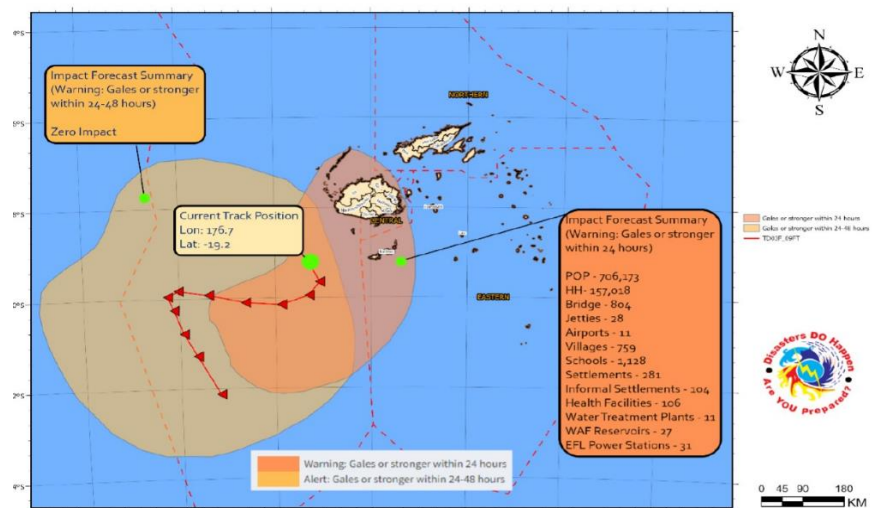 Impact Forecast Summary
(Warning: Gales or stronger
within 24-48 hours)
Zero Impact
NORTHERN
N
W E
S
Current Track Position
Lon: 176.7
Lat: -19.2
CENTRAL
EASTERN
Impact Forecast Summary
(Warning: Gales or stronger
within 24 hours)
POP - 706,173
HH- 157,018
Bridge - 804
Jetties - 28
Airports - 11
Villages - 759
Schools - 1,128
Settlements - 281
Informal Settlements - 104
Health Facilities - 106
Water Treatment Plants - 11
WAF Reservoirs - 27
EFL Power Stations - 31
Gales or stronger within 24 hours
Gales or stronger within 24-48 hours
Disasters DO Happen
Are YOU Prepared?
Warning: Gales or stronger within 24 hours
Alert: Gales or stronger within 24-48 hours
0 45 90 180
KM